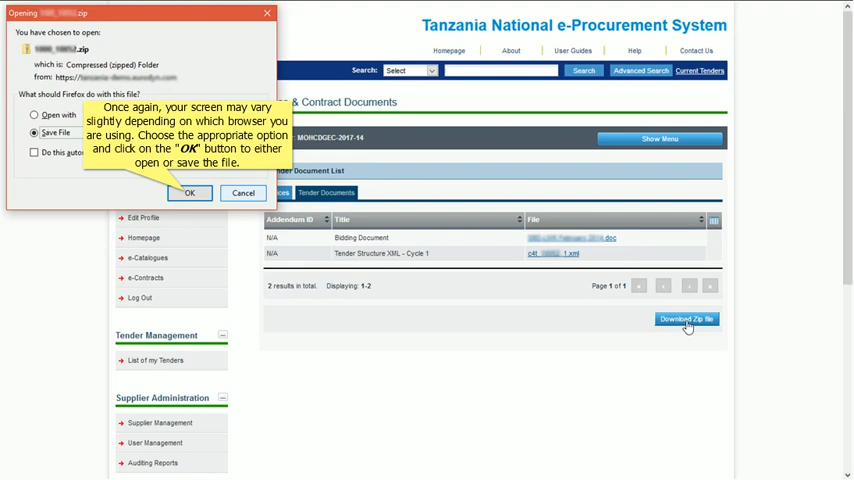 Opening .zip
You have chosen to open:
.zip
which is: Compressed (zipped) Folder
from: https://
What should Firefox do with this file?
Open with
Save File
Do this auto
Once again, your screen may vary
slightly depending on which browser you
are using. Choose the appropriate option
and click on the "OK" button to either
open or save the file.
OK
Cancel
Tanzania National e-Procurement System
Homepage
About
User Guides
Help
Contact Us
Search:
Select
Search
Advanced Search
Current Tenders
& Contract Documents
MOHCDGEC-2017-14
Show Menu
Tender Document List
Tender Documents
Addendum ID
Title
File
N/A
Bidding Document
.doc
N/A
Tender Structure XML - Cycle 1
1.xml
2 results in total.
Displaying: 1-2
Page 1 of 1
«
‹
›
»
Download Zip file
Edit Profile
Homepage
e-Catalogues
e-Contracts
Log Out
Tender Management
List of my Tenders
Supplier Administration
Supplier Management
User Management
Auditing Reports